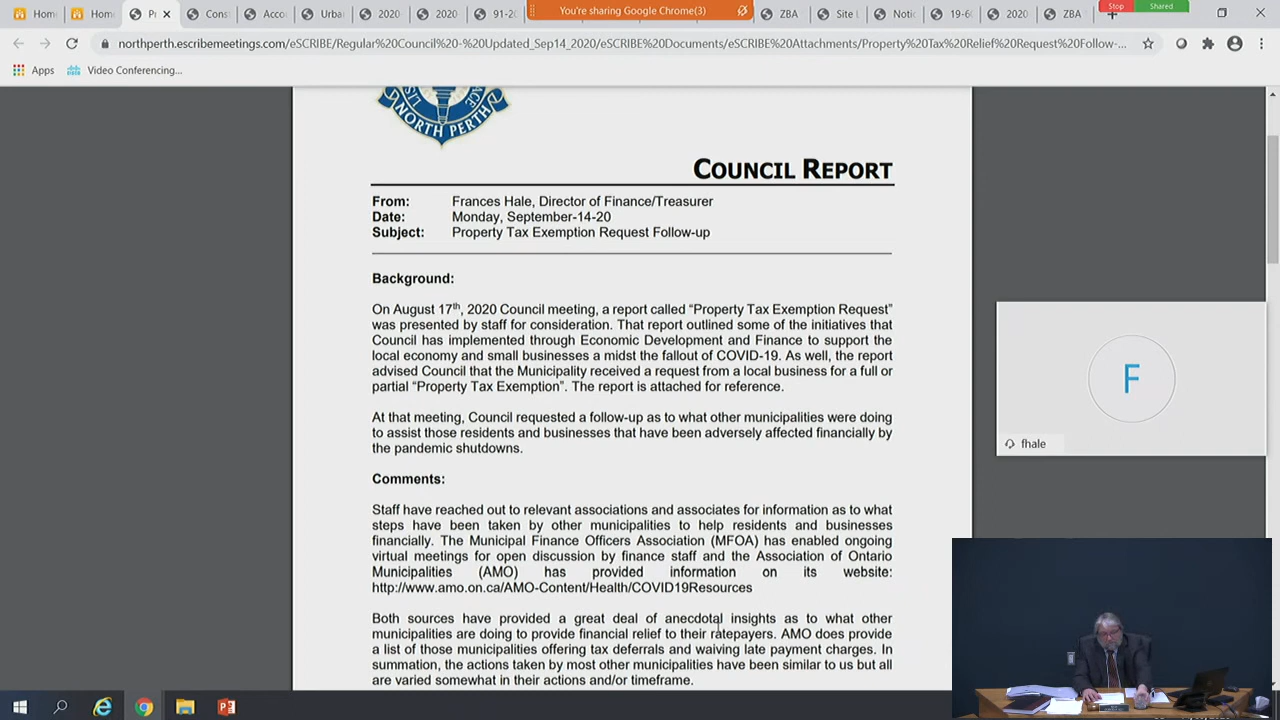 Hom
Hom
P
Cons
Acco
Urba
2020
2020
91-2
You're sharing Google Chrome(3)
ZBA
Site
Noti
19-6
2020
ZBA
Stop
Shared
northperth.escribemeetings.com/eSCRIBE/Regular%20Council%20-%20Updated_Sep14_2020/eSCRIBE%20Documents/eSCRIBE%20Attachments/Property%20Tax%20Relief%20Request%20Follow-...
Apps
Video Conferencing...
NORTH PERTH
COUNCIL REPORT
From: Frances Hale, Director of Finance/Treasurer
Date: Monday, September-14-20
Subject: Property Tax Exemption Request Follow-up
Background:
On August 17th, 2020 Council meeting, a report called “Property Tax Exemption Request”
was presented by staff for consideration. That report outlined some of the initiatives that
Council has implemented through Economic Development and Finance to support the
local economy and small businesses a midst the fallout of COVID-19. As well, the report
advised Council that the Municipality received a request from a local business for a full or
partial “Property Tax Exemption”. The report is attached for reference.
At that meeting, Council requested a follow-up as to what other municipalities were doing
to assist those residents and businesses that have been adversely affected financially by
the pandemic shutdowns.
Comments:
Staff have reached out to relevant associations and associates for information as to what
steps have been taken by other municipalities to help residents and businesses
financially. The Municipal Finance Officers Association (MFOA) has enabled ongoing
virtual meetings for open discussion by finance staff and the Association of Ontario
Municipalities (AMO) has provided information on its website:
http://www.amo.on.ca/AMO-Content/Health/COVID19Resources
Both sources have provided a great deal of anecdotal insights as to what other
municipalities are doing to provide financial relief to their ratepayers. AMO does provide
a list of those municipalities offering tax deferrals and waiving late payment charges. In
summation, the actions taken by most other municipalities have been similar to us but all
are varied somewhat in their actions and/or timeframe.
F
fhale